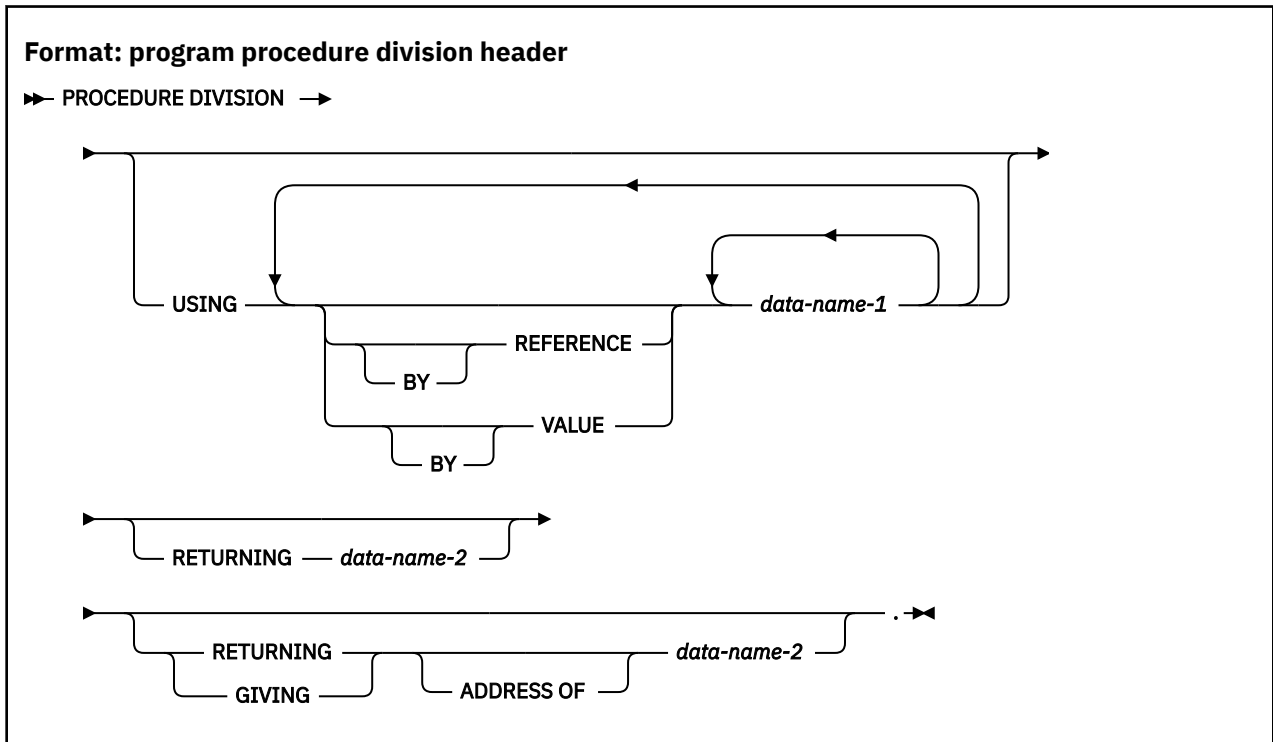 Format: program procedure division header
PROCEDURE DIVISION
USING data-name-1
REFERENCE
BY
VALUE
BY
RETURNING data-name-2
.
RETURNING data-name-2
GIVING ADDRESS OF